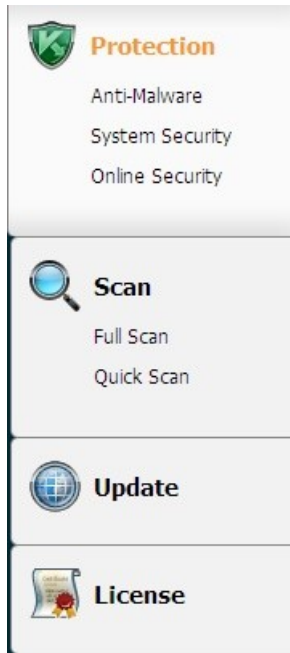 Protection
Anti-Malware
System Security
Online Security
Scan
Full Scan
Quick Scan
Update
License